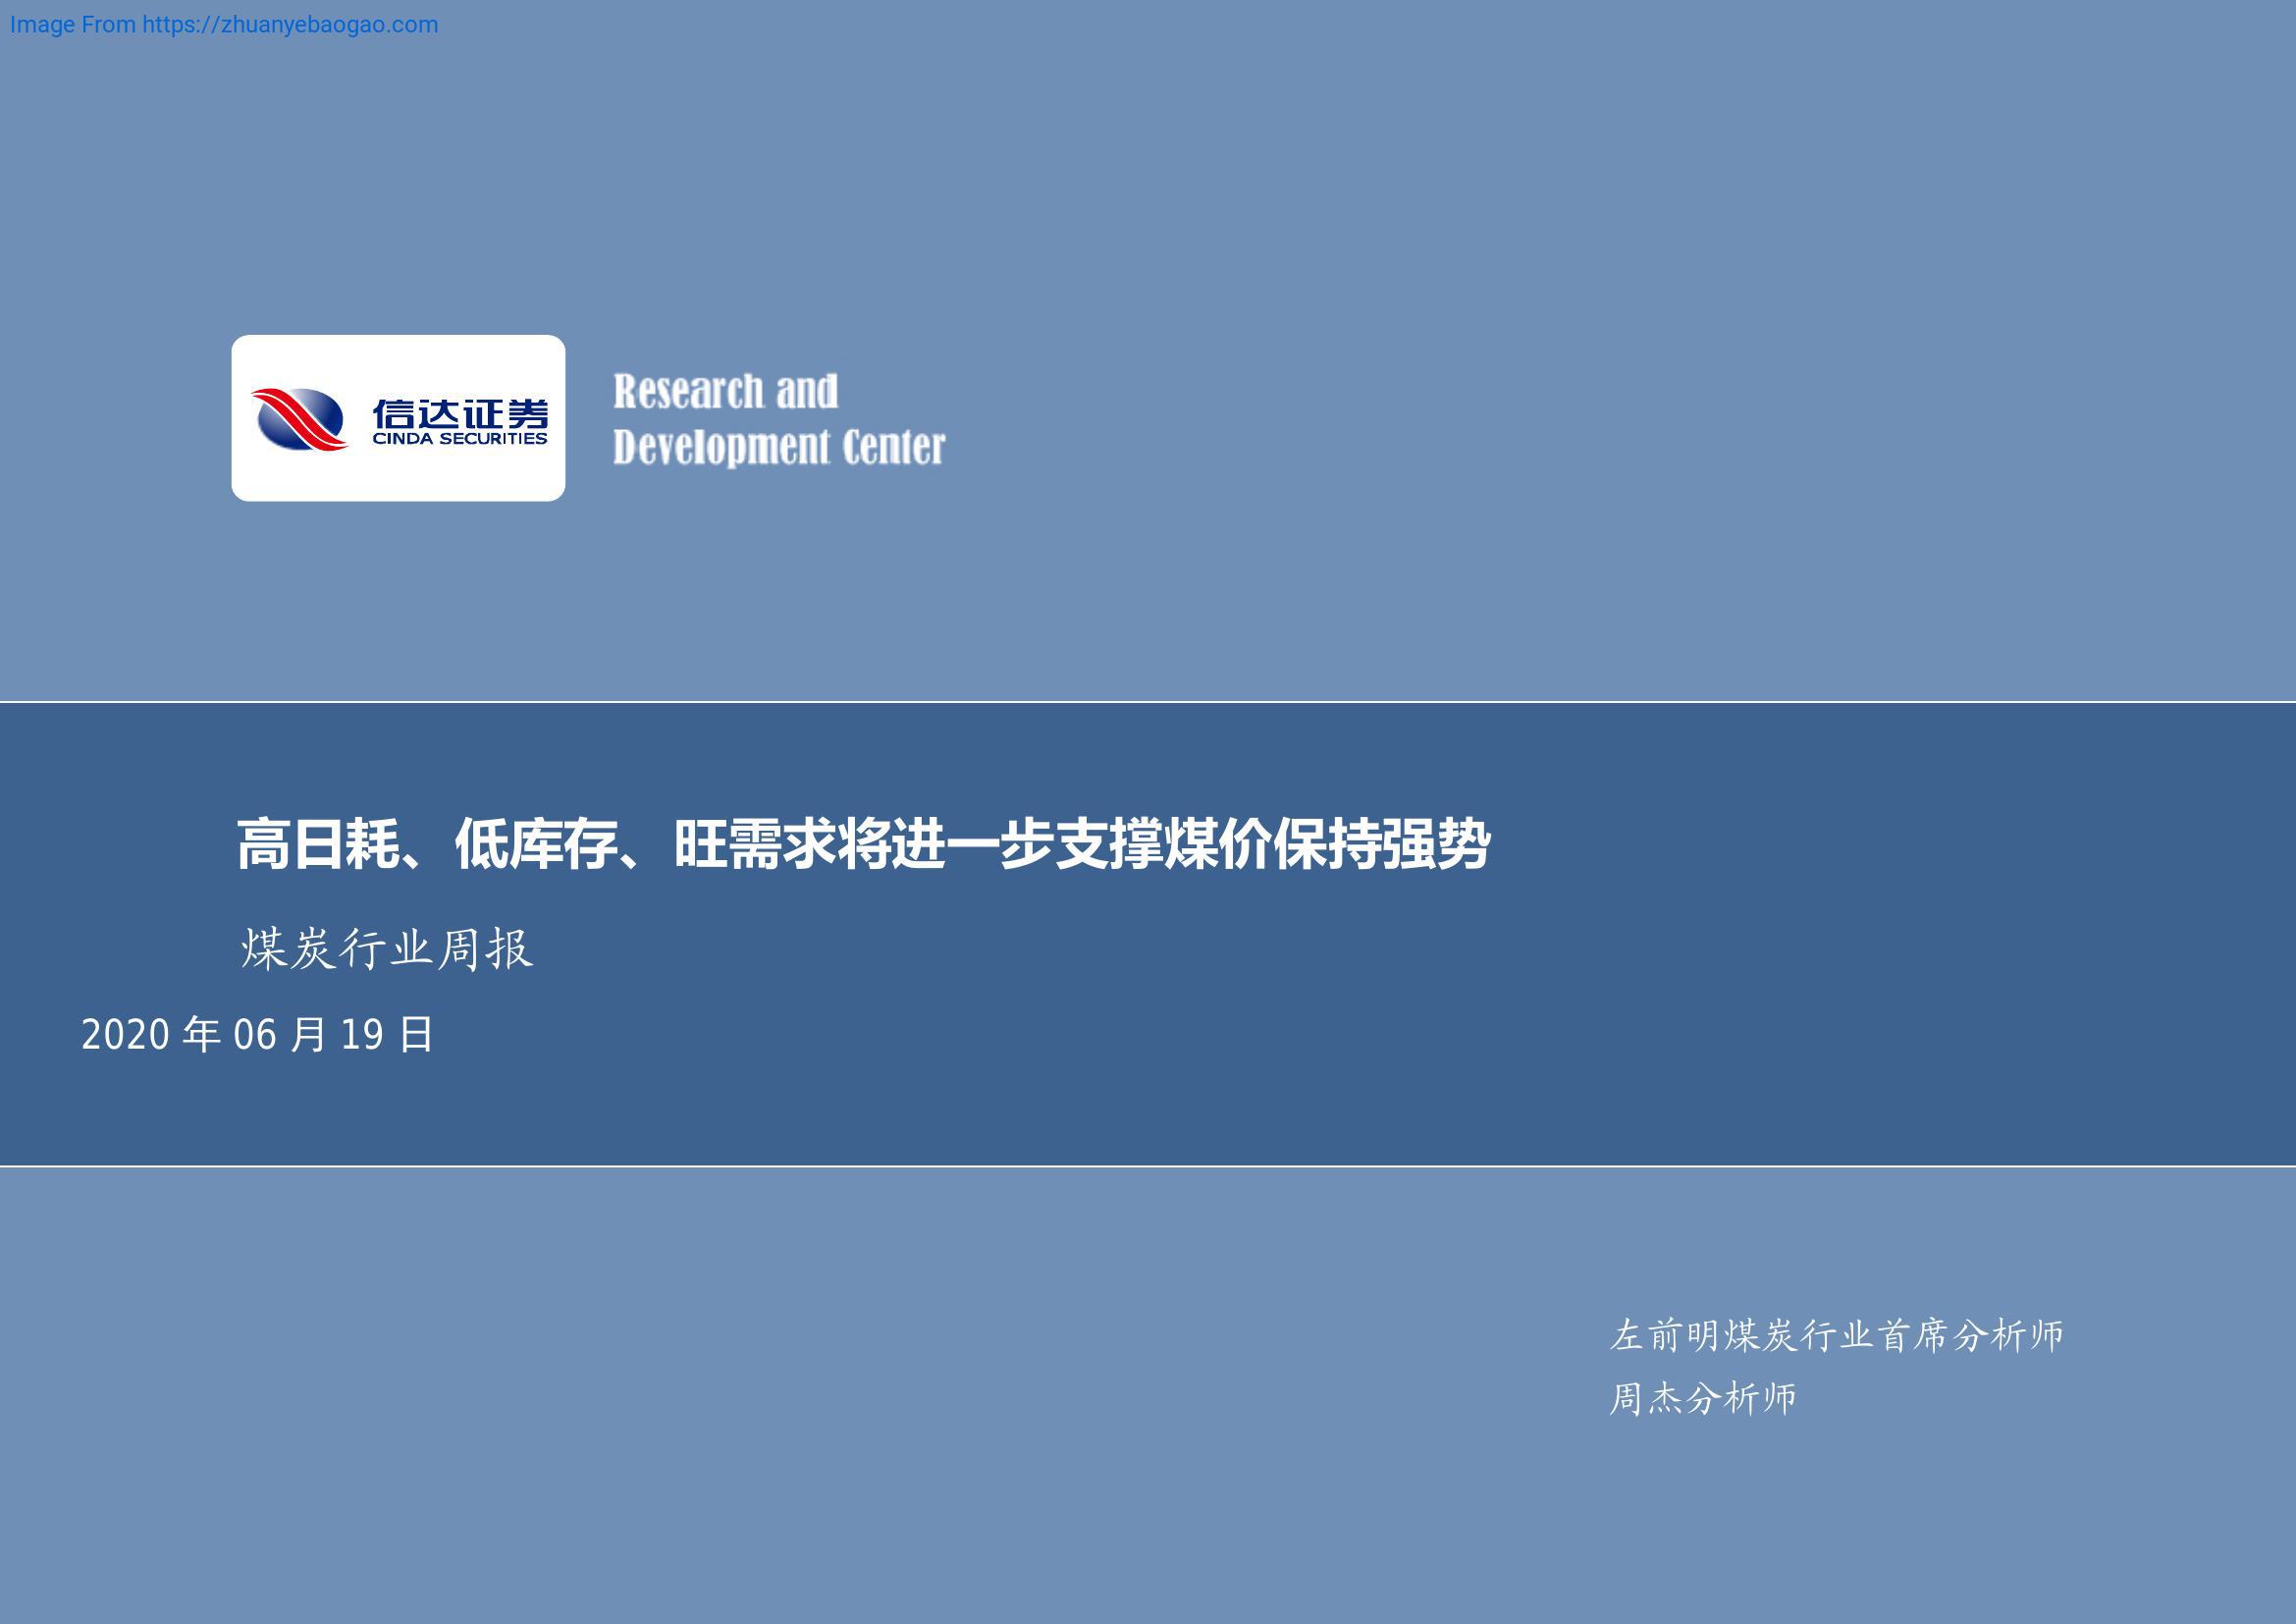 Image From https://zhuanyebaogao.com
信达证券
CINDA SECURITIES
Research and
Development Center
高日耗、低库存、旺需求将进一步支撑煤价保持强势
煤炭行业周报
2020 年 06 月 19 日
左前明煤炭行业首席分析师
周杰分析师